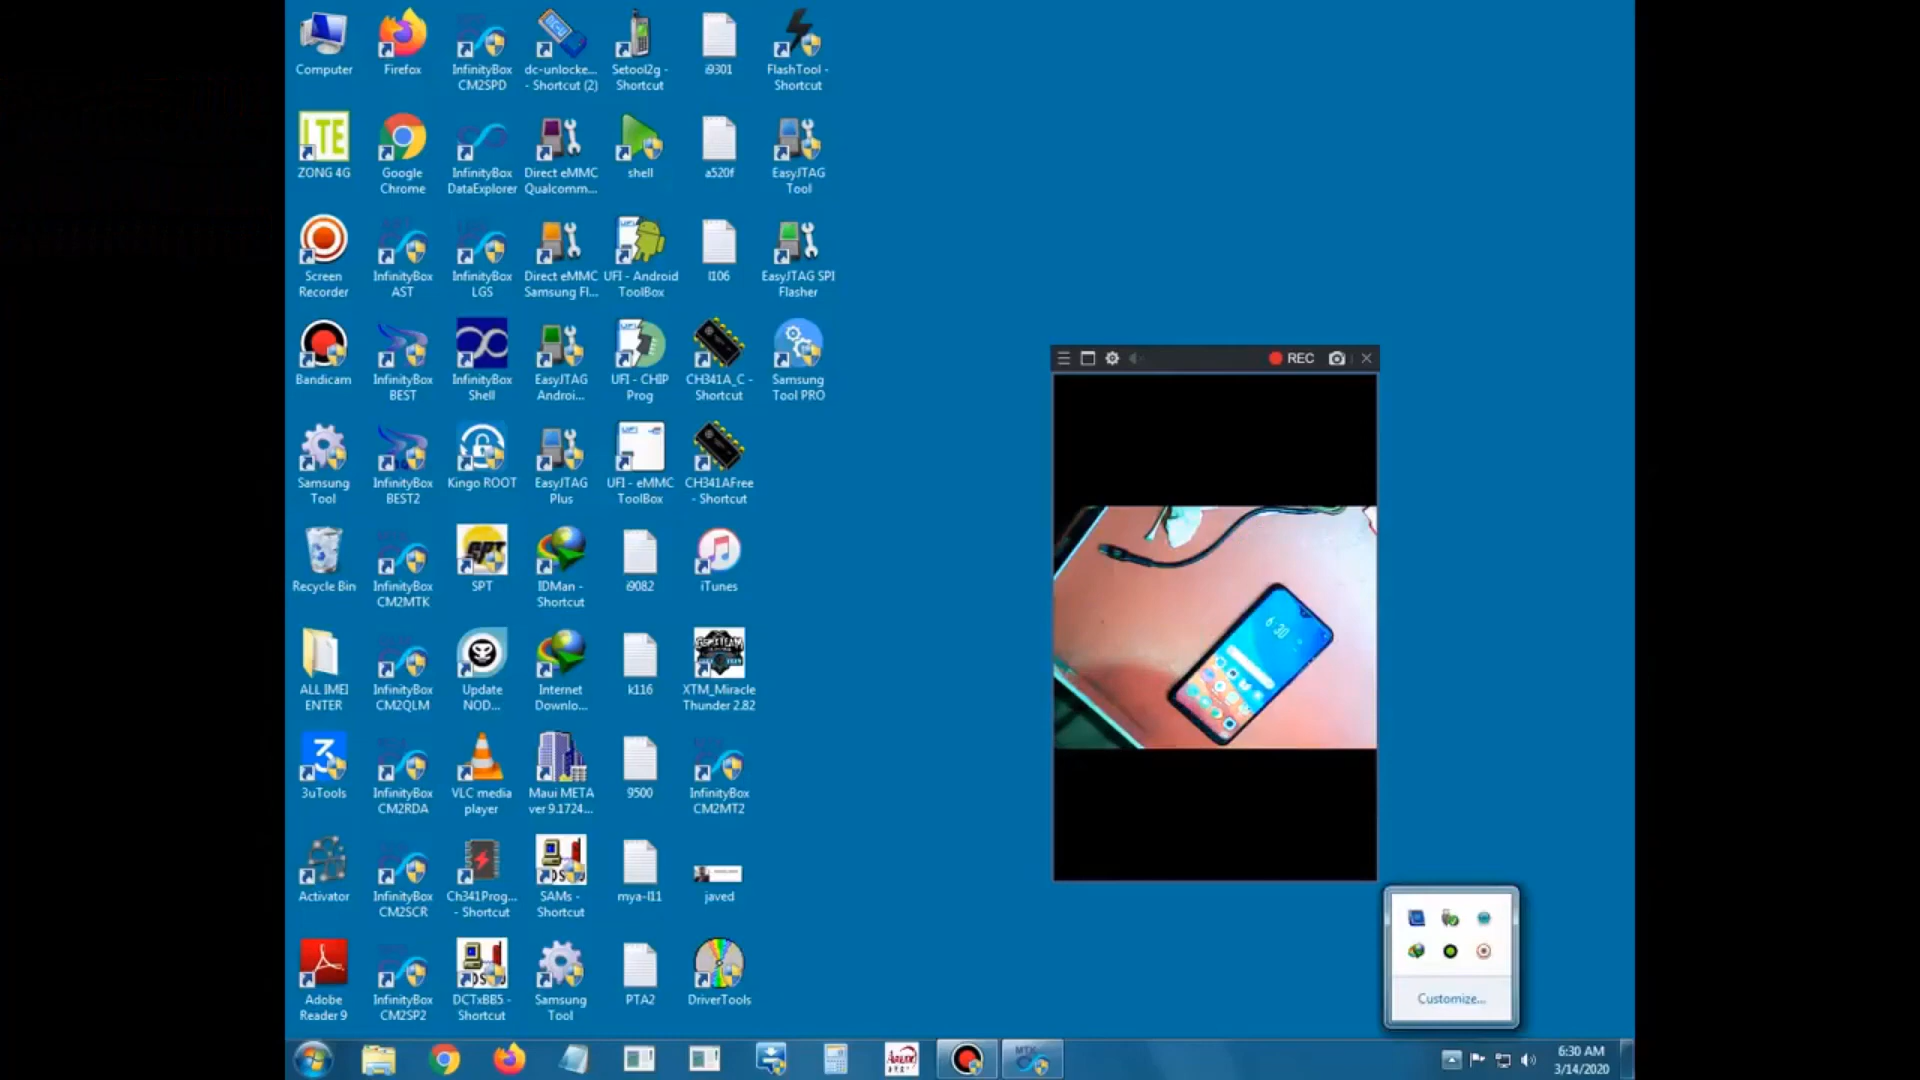 Computer
Firefox
InfinityBox
CM2SPD
dc-unlocke...
- Shortcut (2)
Setool2g -
Shortcut
i9301
FlashTool -
Shortcut
LTE
ZONG 4G
Google
Chrome
InfinityBox
DataExplorer
Direct eMMC
Qualcomm...
shell
a520f
EasyJTAG
Tool
Screen
Recorder
InfinityBox
AST
InfinityBox
LGS
Direct eMMC
Samsung Fl...
UFI
UFI - Android
ToolBox
l106
EasyJTAG SPI
Flasher
Bandicam
InfinityBox
BEST
InfinityBox
Shell
EasyJTAG
Androi...
UFI
UFI - CHIP
Prog
CH341A_C -
Shortcut
Samsung
Tool PRO
REC
Samsung
Tool
InfinityBox
BEST2
Kingo ROOT
EasyJTAG
Plus
UFI - eMMC
ToolBox
CH341AFree
- Shortcut
Recycle Bin
InfinityBox
CM2MTK
SPT
IDMan -
Shortcut
i9082
iTunes
6:30
ALL IMEI
ENTER
InfinityBox
CM2QLM
Update
NOD...
Internet
Downlo...
k116
XTM_Miracle
Thunder 2.82
3uTools
InfinityBox
CM2RDA
VLC media
player
Maui META
ver 9.1724...
9500
InfinityBox
CM2MT2
Activator
InfinityBox
CM2SCR
Ch341Prog...
- Shortcut
SAMs -
Shortcut
mya-l11
javed
Adobe
Reader 9
InfinityBox
CM2SP2
DCTxBB5 -
Shortcut
Samsung
Tool
PTA2
DriverTools
Customize...
MTK
6:30 AM
3/14/2020